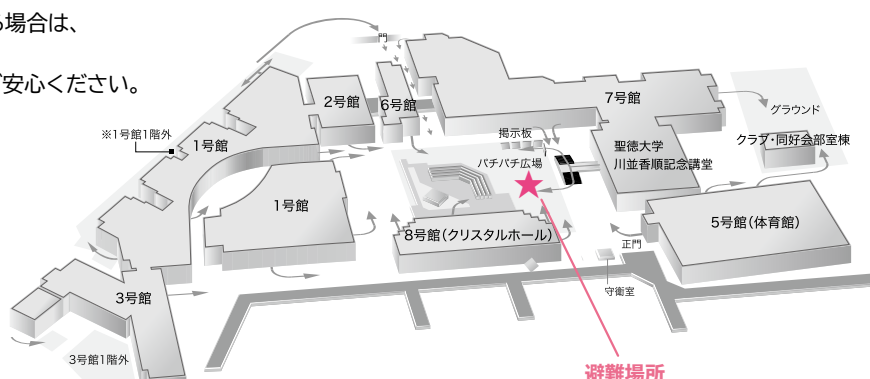 場合は、
安心ください。
門
2号館
6号館
7号館
グラウンド
※1号館1階外
1号館
掲示板
クラブ・同好会部室棟
聖徳大学
川並香順記念講堂
パチパチ広場
1号館
5号館(体育館)
8号館(クリスタルホール)
正門
守衛室
3号館
3号館1階外
避難場所